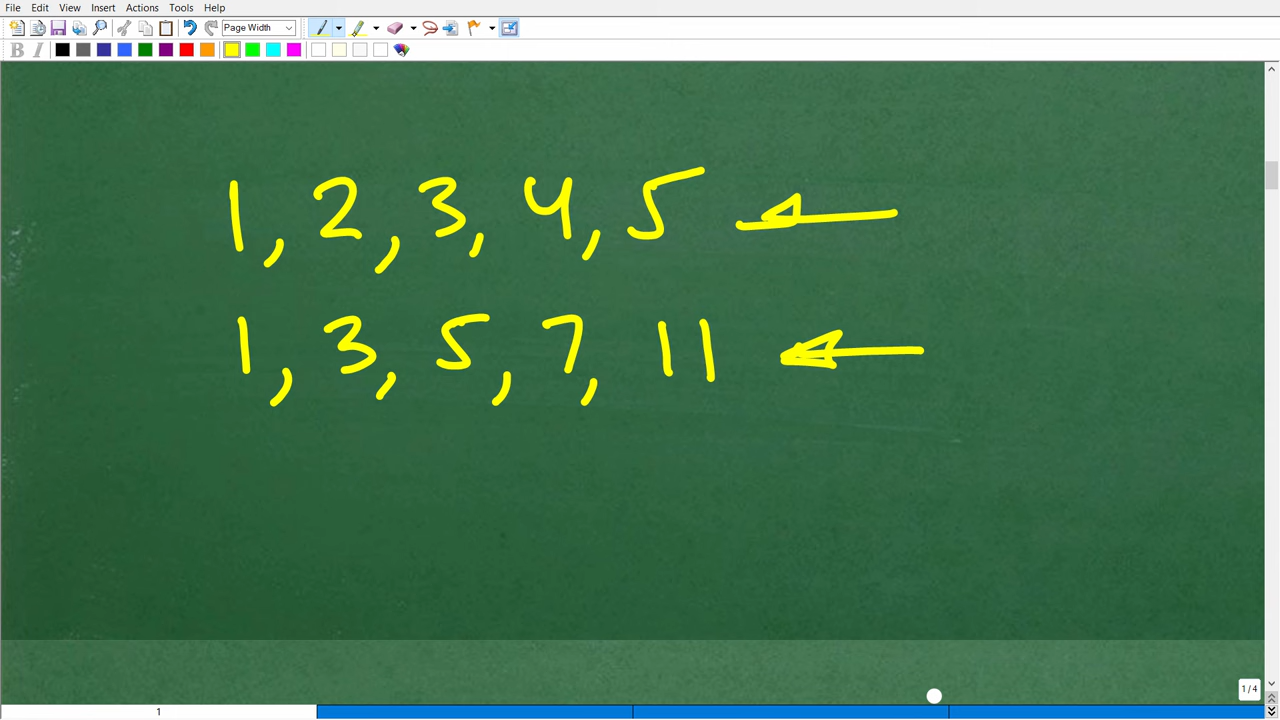 File Edit View Insert Actions Tools Help
Page Width
B I
1, 2, 3, 4, 5
1, 3, 5, 7, 11
1 / 4
1